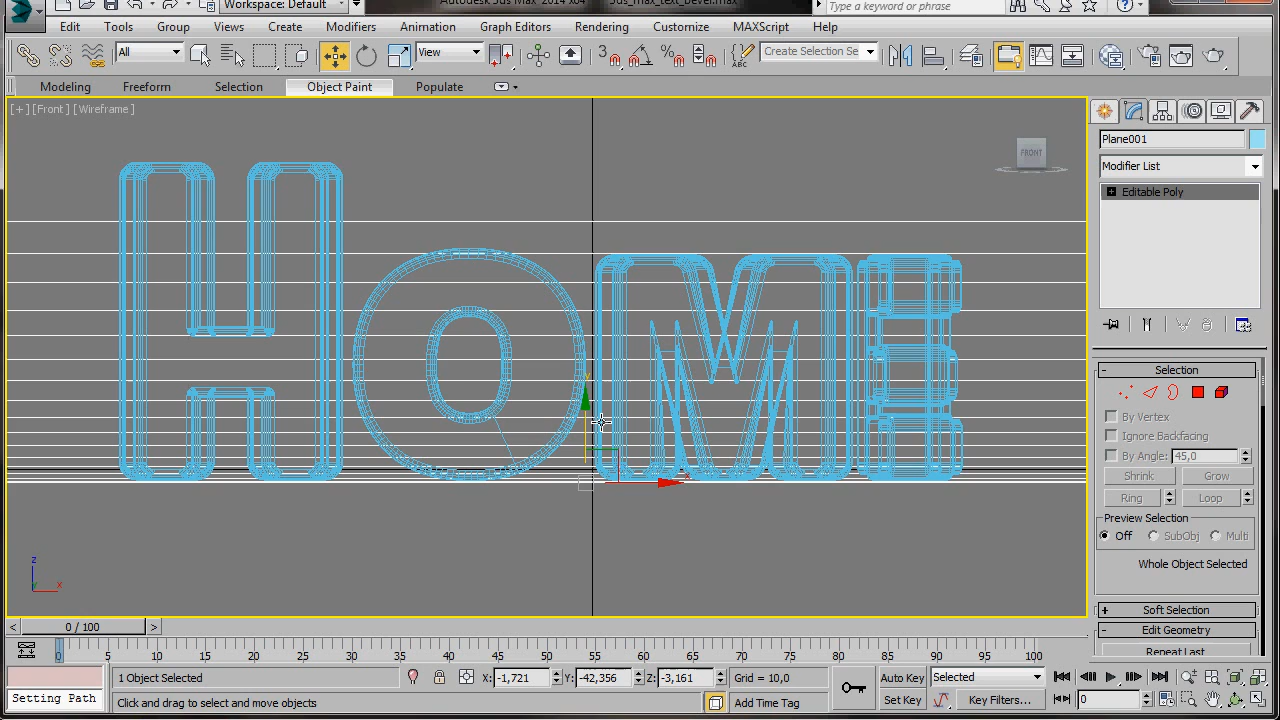 Workspace: Default
Autodesk 3ds Max 2014 x64
3ds_max_text_bevel.max
Type a keyword or phrase
Edit Tools Group Views Create Modifiers Animation Graph Editors Rendering Customize MAXScript Help
All View 3 Create Selection Se
ABC
Modeling Freeform Selection Object Paint Populate
[+] [Front] [Wireframe]
FRONT
HoME
Plane001
Modifier List
Editable Poly
Selection
By Vertex
Ignore Backfacing
By Angle: 45,0
Shrink Grow
Ring Loop
Preview Selection
Off SubObj Multi
Whole Object Selected
Soft Selection
Edit Geometry
Repeat Last
y
x
z
y x
< 0 / 100 >
0 5 10 15 20 25 30 35 40 45 50 55 60 65 70 75 80 85 90 95 100
1 Object Selected X: -1,721 Y: -42,356 Z: -3,161 Grid = 10,0 Auto Key Selected
Setting Path Click and drag to select and move objects Add Time Tag Set Key Key Filters... 0